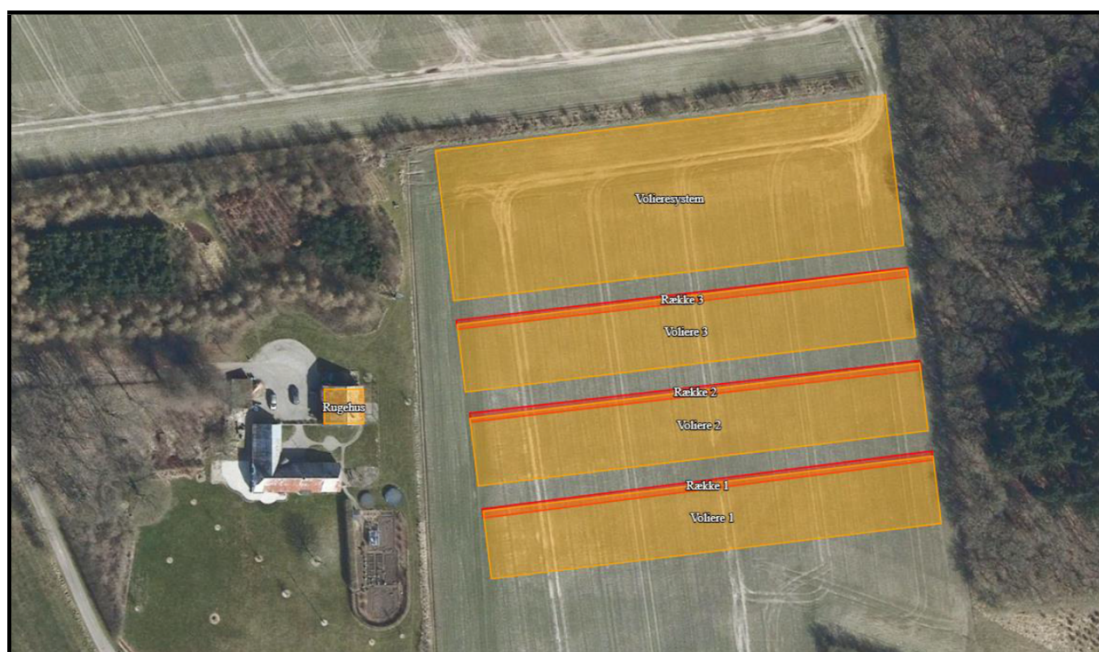 Volieresystem
Række 3
Voliere 3
Række 2
Rugehus
Voliere 2
Række 1
Voliere 1